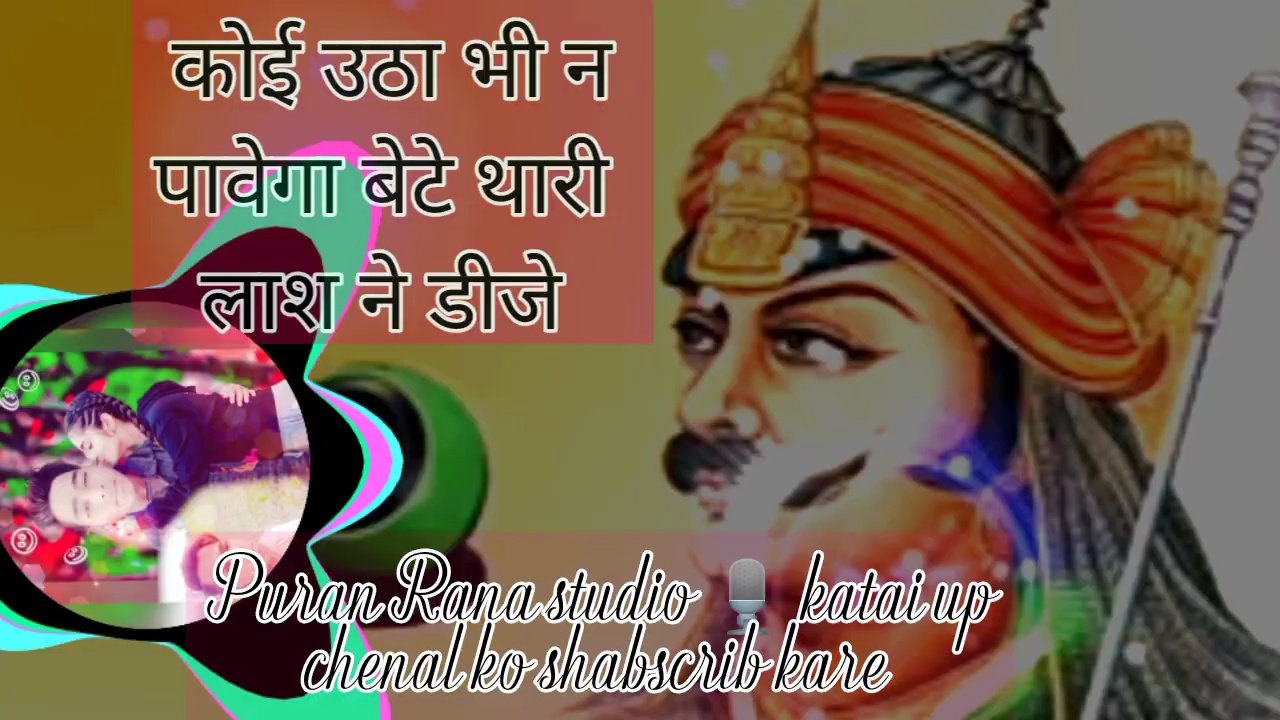 कोई उठा भी न
पावेगा बेटे थारी
लाश ने डीजे
Puran Rana studio 🎙 katai up
chenal ko shabscrib kare